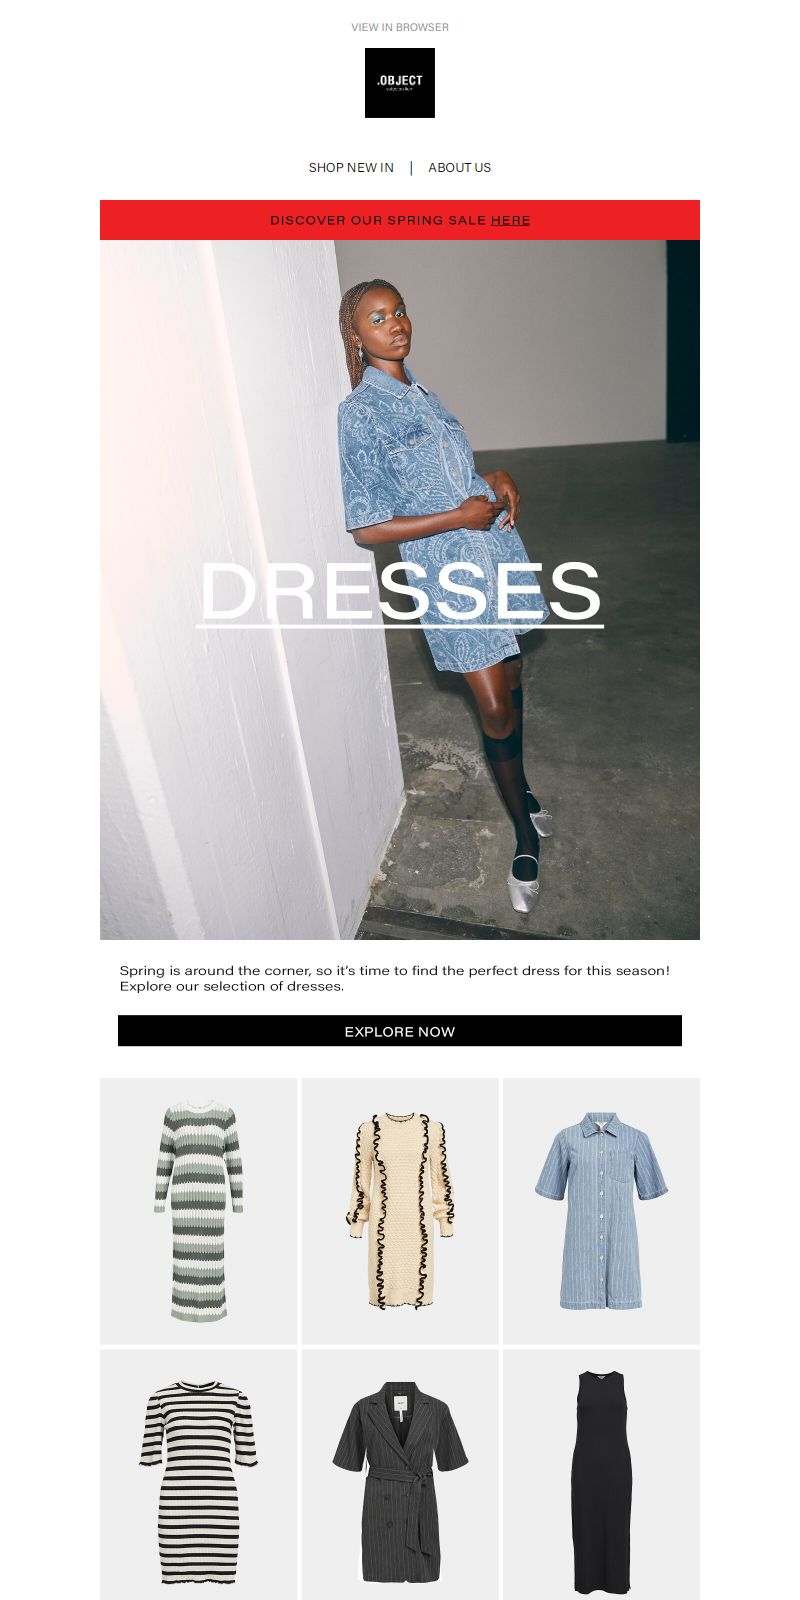 VIEW IN BROWSER
.OBJECT
SHOP NEW IN | ABOUT US
DISCOVER OUR SPRING SALE HERE
DRESSES
Spring is around the corner, so it's time to find the perfect dress for this season!
Explore our selection of dresses.
EXPLORE NOW